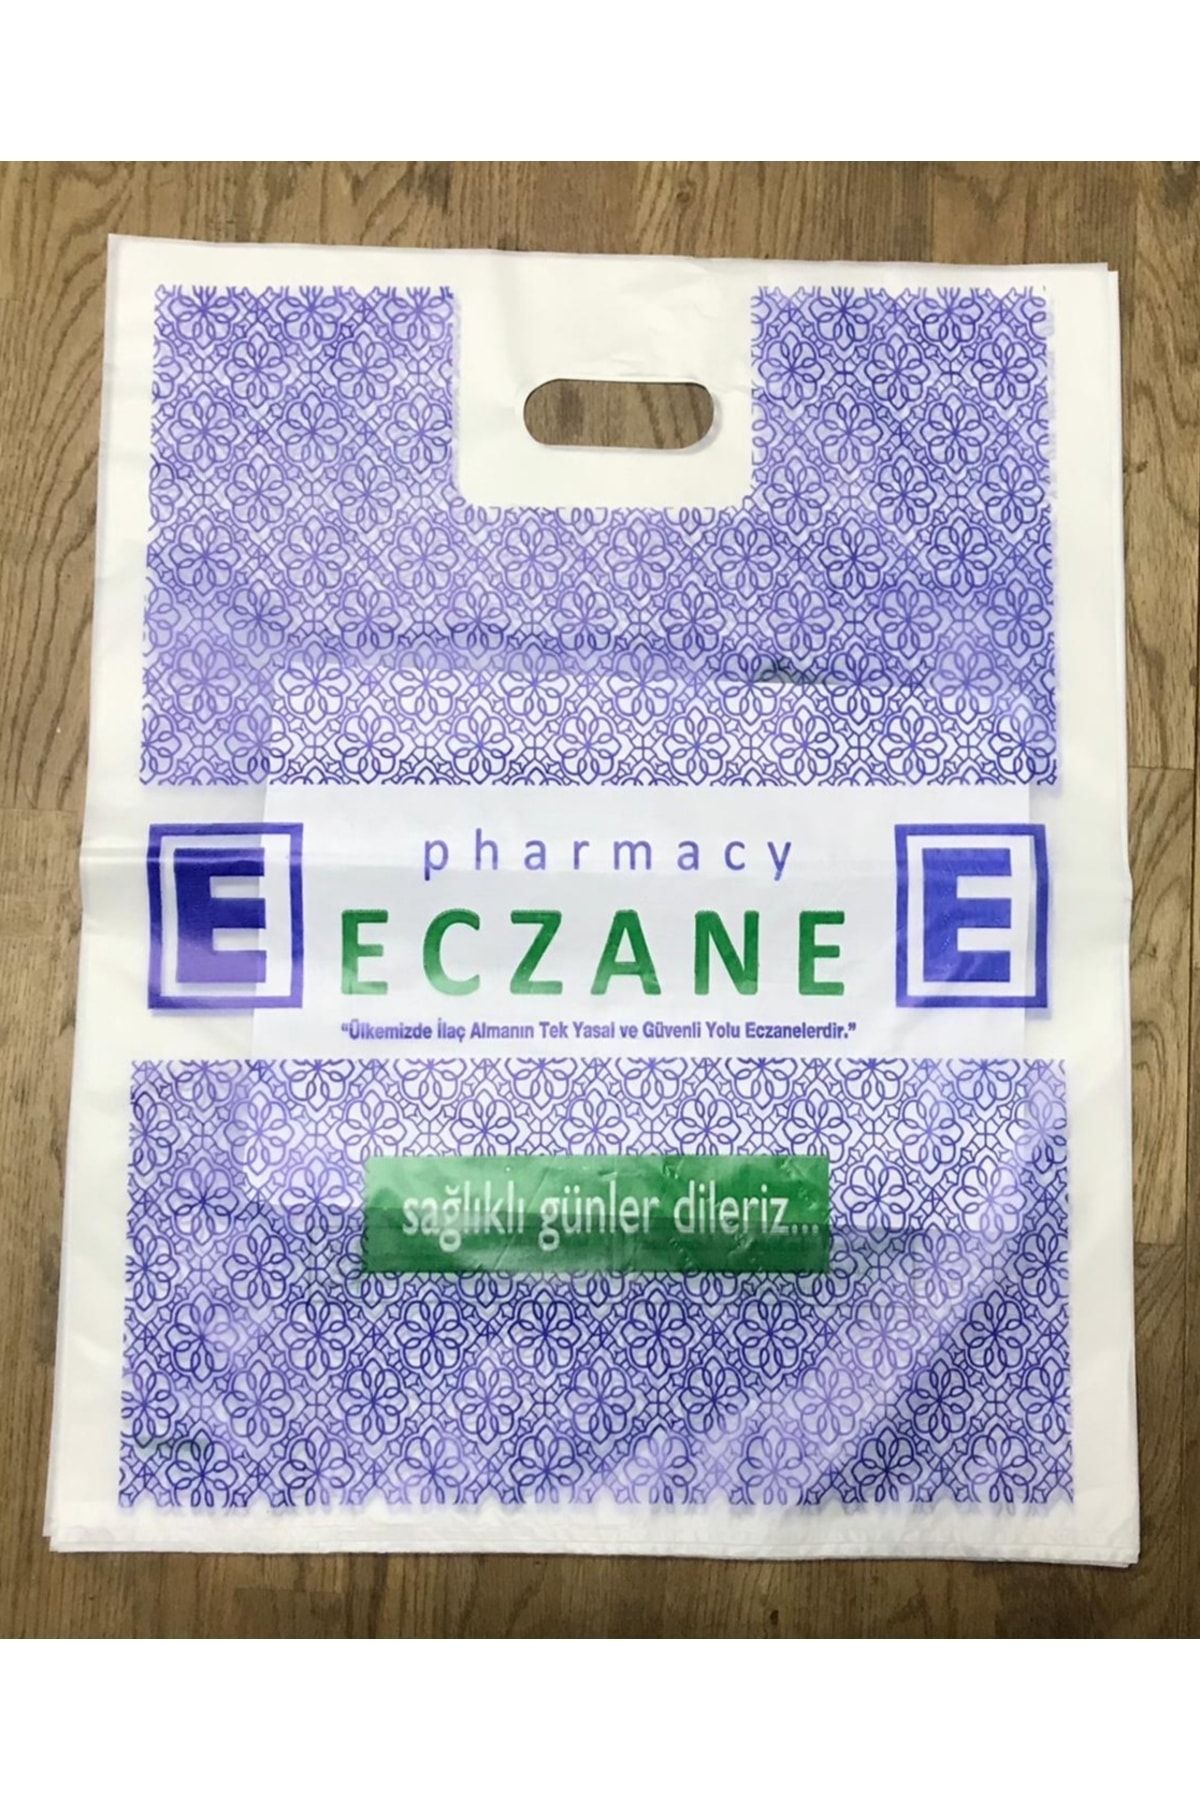 pharmacy
E ECZANE E
“Ülkemizde İlaç Almanın Tek Yasal ve Güvenli Yolu Eczanelerdir.”
sağlıklı günler dileriz...